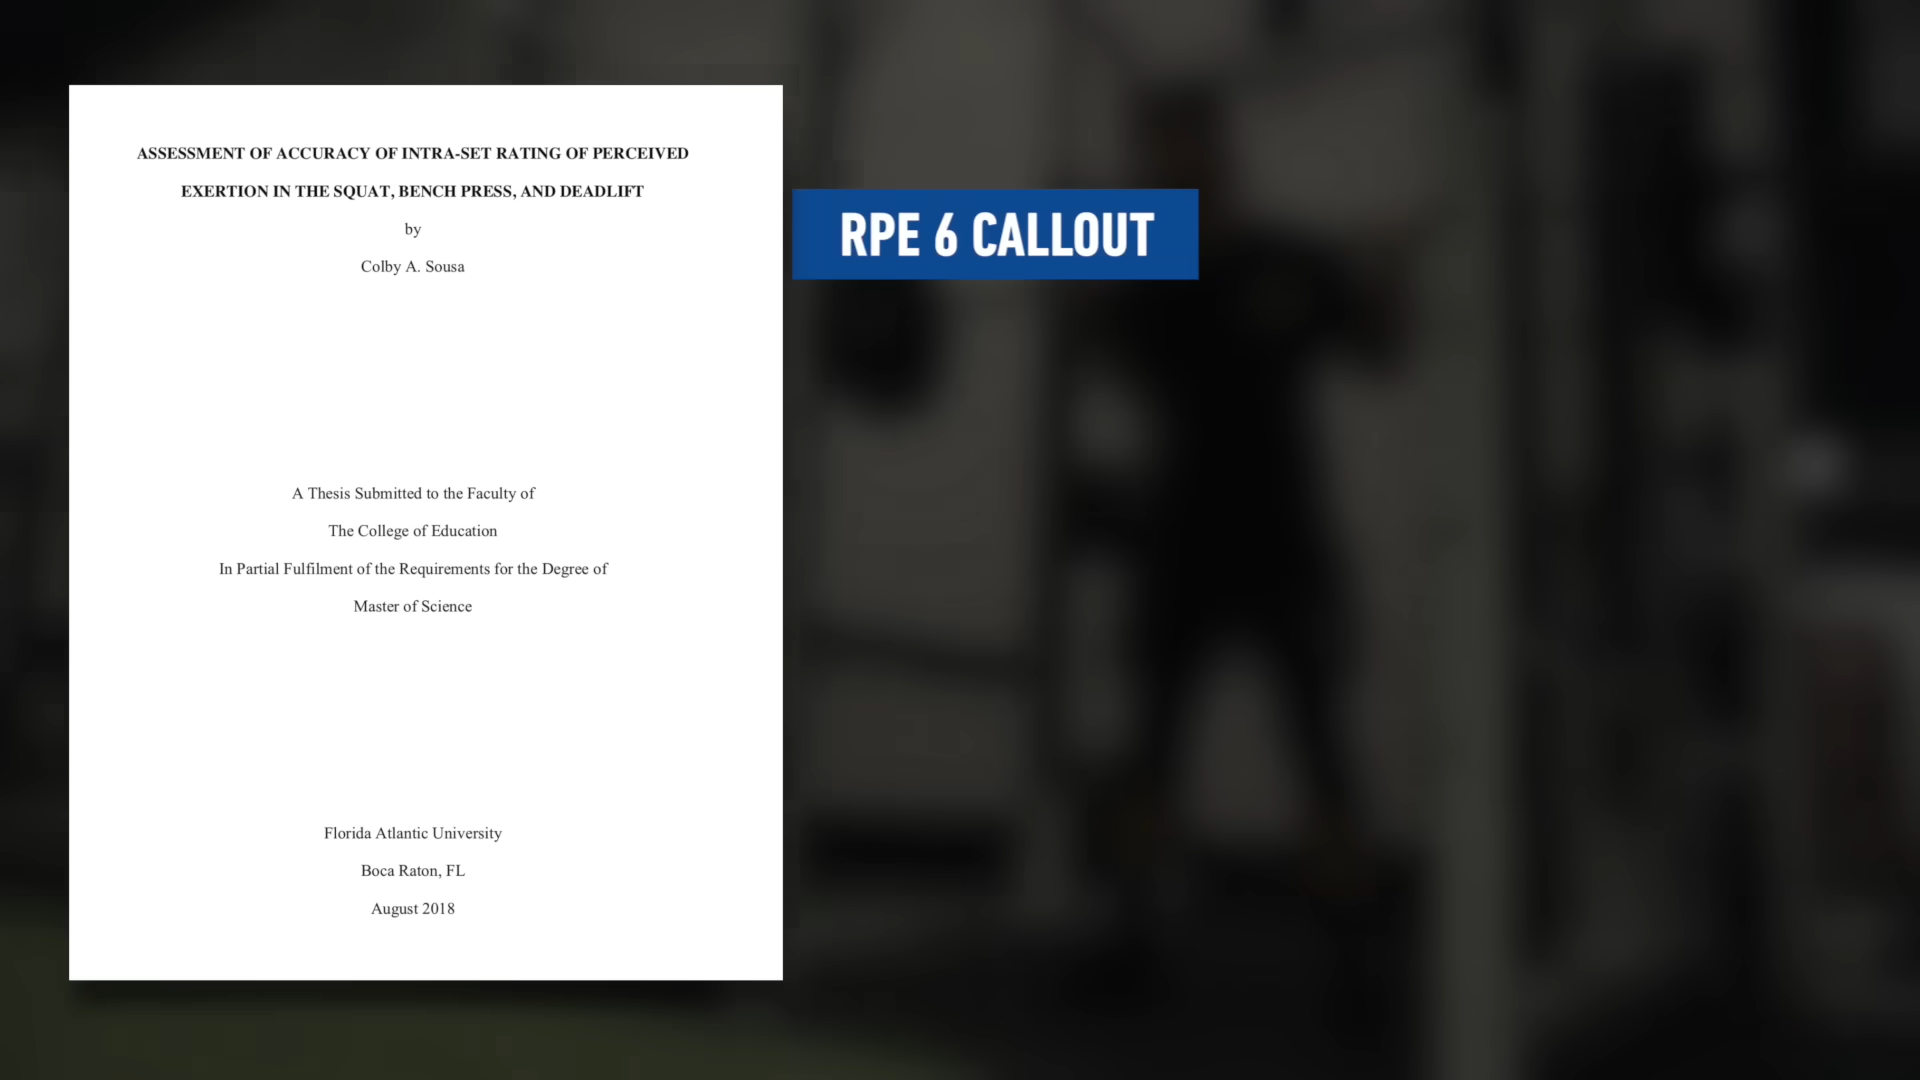 ASSESSMENT OF ACCURACY OF INTRA-SET RATING OF PERCEIVED
EXERTION IN THE SQUAT, BENCH PRESS, AND DEADLIFT
by
Colby A. Sousa
A Thesis Submitted to the Faculty of
The College of Education
In Partial Fulfilment of the Requirements for the Degree of
Master of Science
Florida Atlantic University
Boca Raton, FL
August 2018
RPE 6 CALLOUT